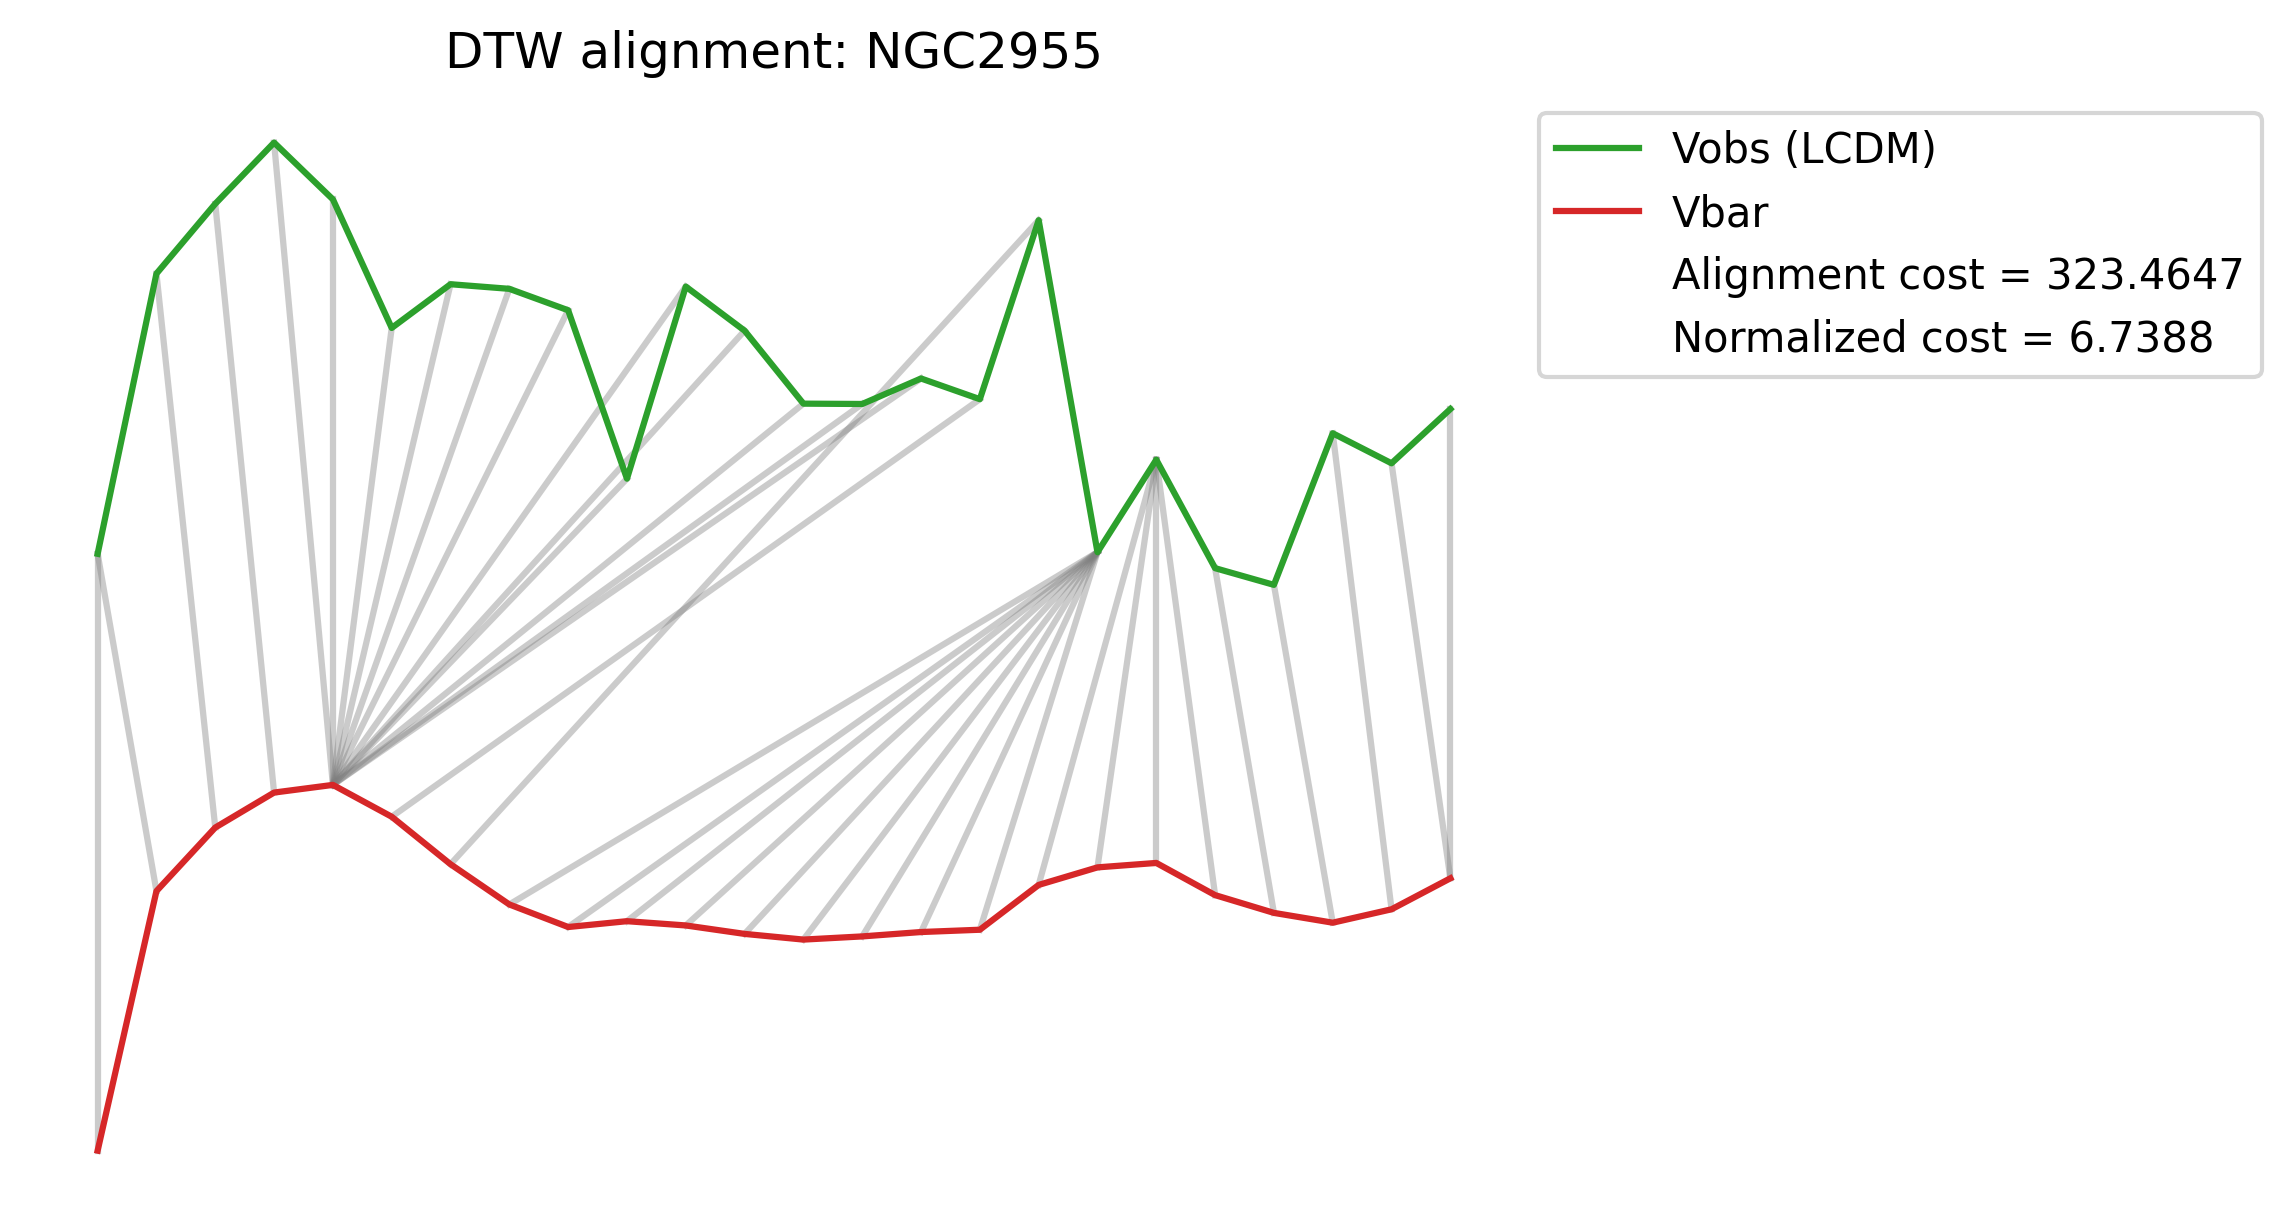 DTW alignment: NGC2955
Vobs (LCDM)
Vbar
Alignment cost = 323.4647
Normalized cost = 6.7388